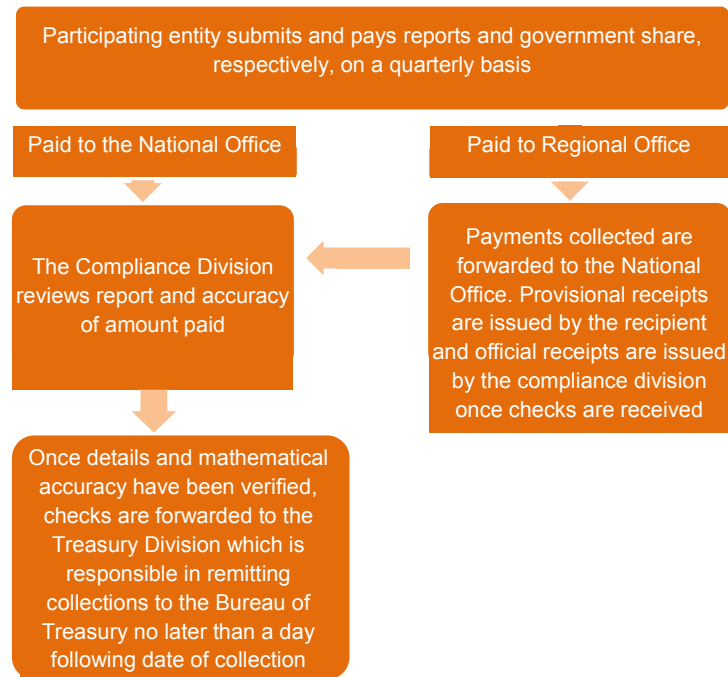 Participating entity submits and pays reports and government share,
respectively, on a quarterly basis
Paid to the National Office
Paid to Regional Office
The Compliance Division
reviews report and accuracy
of amount paid
Payments collected are
forwarded to the National
Office. Provisional receipts
are issued by the recipient
and official receipts are issued
by the compliance division
once checks are received
Once details and mathematical
accuracy have been verified,
checks are forwarded to the
Treasury Division which is
responsible in remitting
collections to the Bureau of
Treasury no later than a day
following date of collection